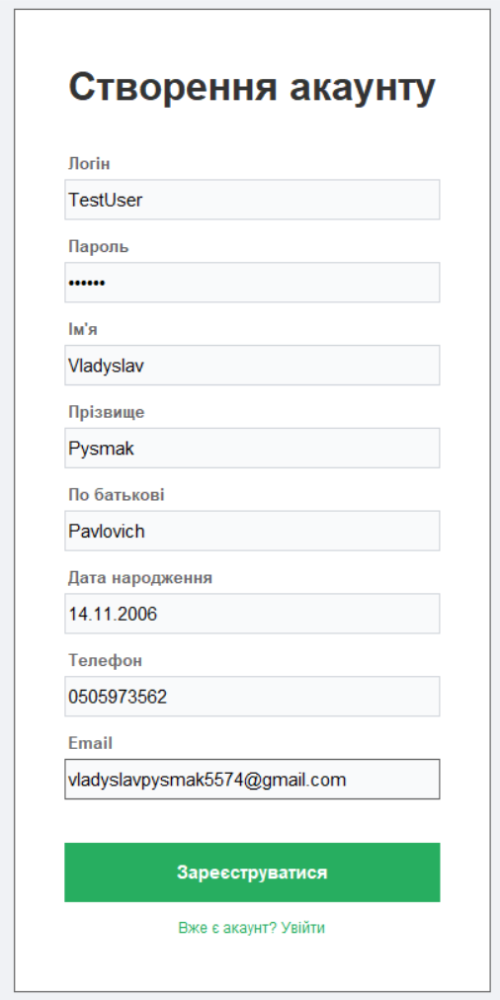 Створення акаунту
Логін
TestUser
Пароль
••••••
Ім'я
Vladyslav
Прізвище
Pysmak
По батькові
Pavlovich
Дата народження
14.11.2006
Телефон
0505973562
Email
vladyslavpysmak5574@gmail.com
Зареєструватися
Вже є акаунт? Увійти